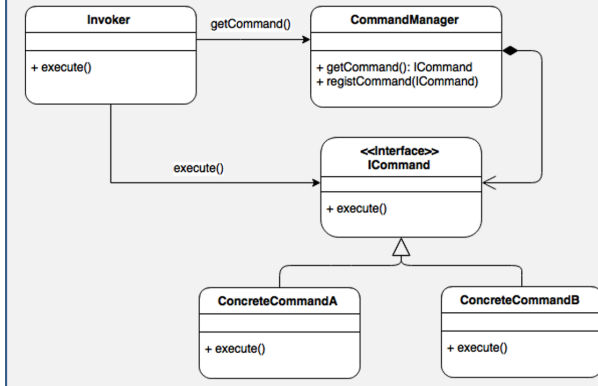 Invoker
+ execute()
getCommand()
CommandManager
+ getCommand(): ICommand
+ registCommand(ICommand)
execute()
<<Interface>>
ICommand
+ execute()
ConcreteCommandA
+ execute()
ConcreteCommandB
+ execute()